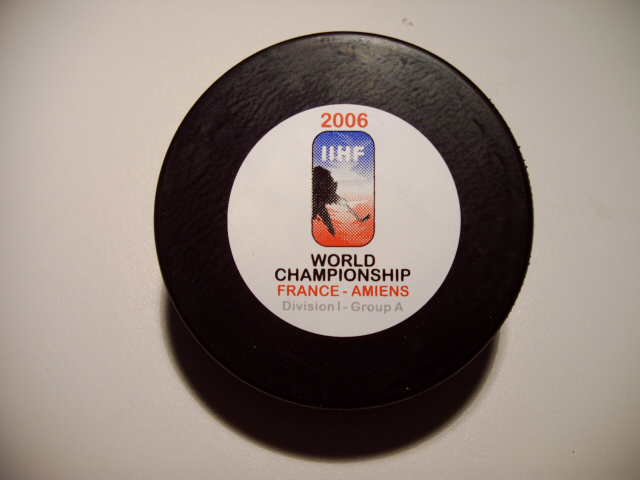 2006
IIHF
WORLD
CHAMPIONSHIP
FRANCE - AMIENS
Division I - Group A